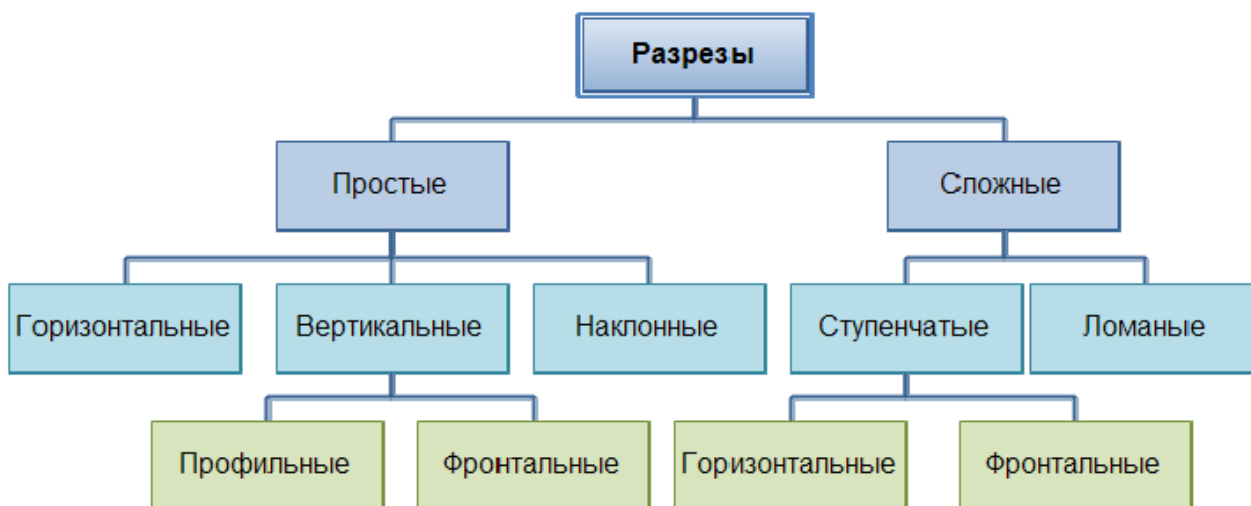 Разрезы
Простые
Сложные
Горизонтальные
Вертикальные
Наклонные
Ступенчатые
Ломаные
Профильные
Фронтальные
Горизонтальные
Фронтальные